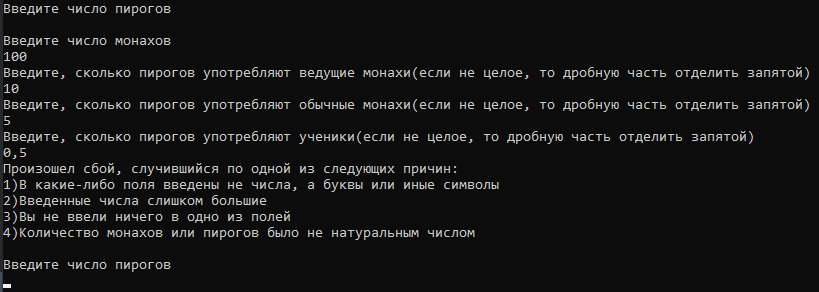 Введите число пирогов
Введите число монахов
100
Введите, сколько пирогов употребляют ведущие монахи(если не целое, то дробную часть отделить запятой)
10
Введите, сколько пирогов употребляют обычные монахи(если не целое, то дробную часть отделить запятой)
5
Введите, сколько пирогов употребляют ученики(если не целое, то дробную часть отделить запятой)
0,5
Произошел сбой, случившийся по одной из следующих причин:
1)В какие-либо поля введены не числа, а буквы или иные символы
2)Введенные числа слишком большие
3)Вы не ввели ничего в одно из полей
4)Количество монахов или пирогов было не натуральным числом
Введите число пирогов